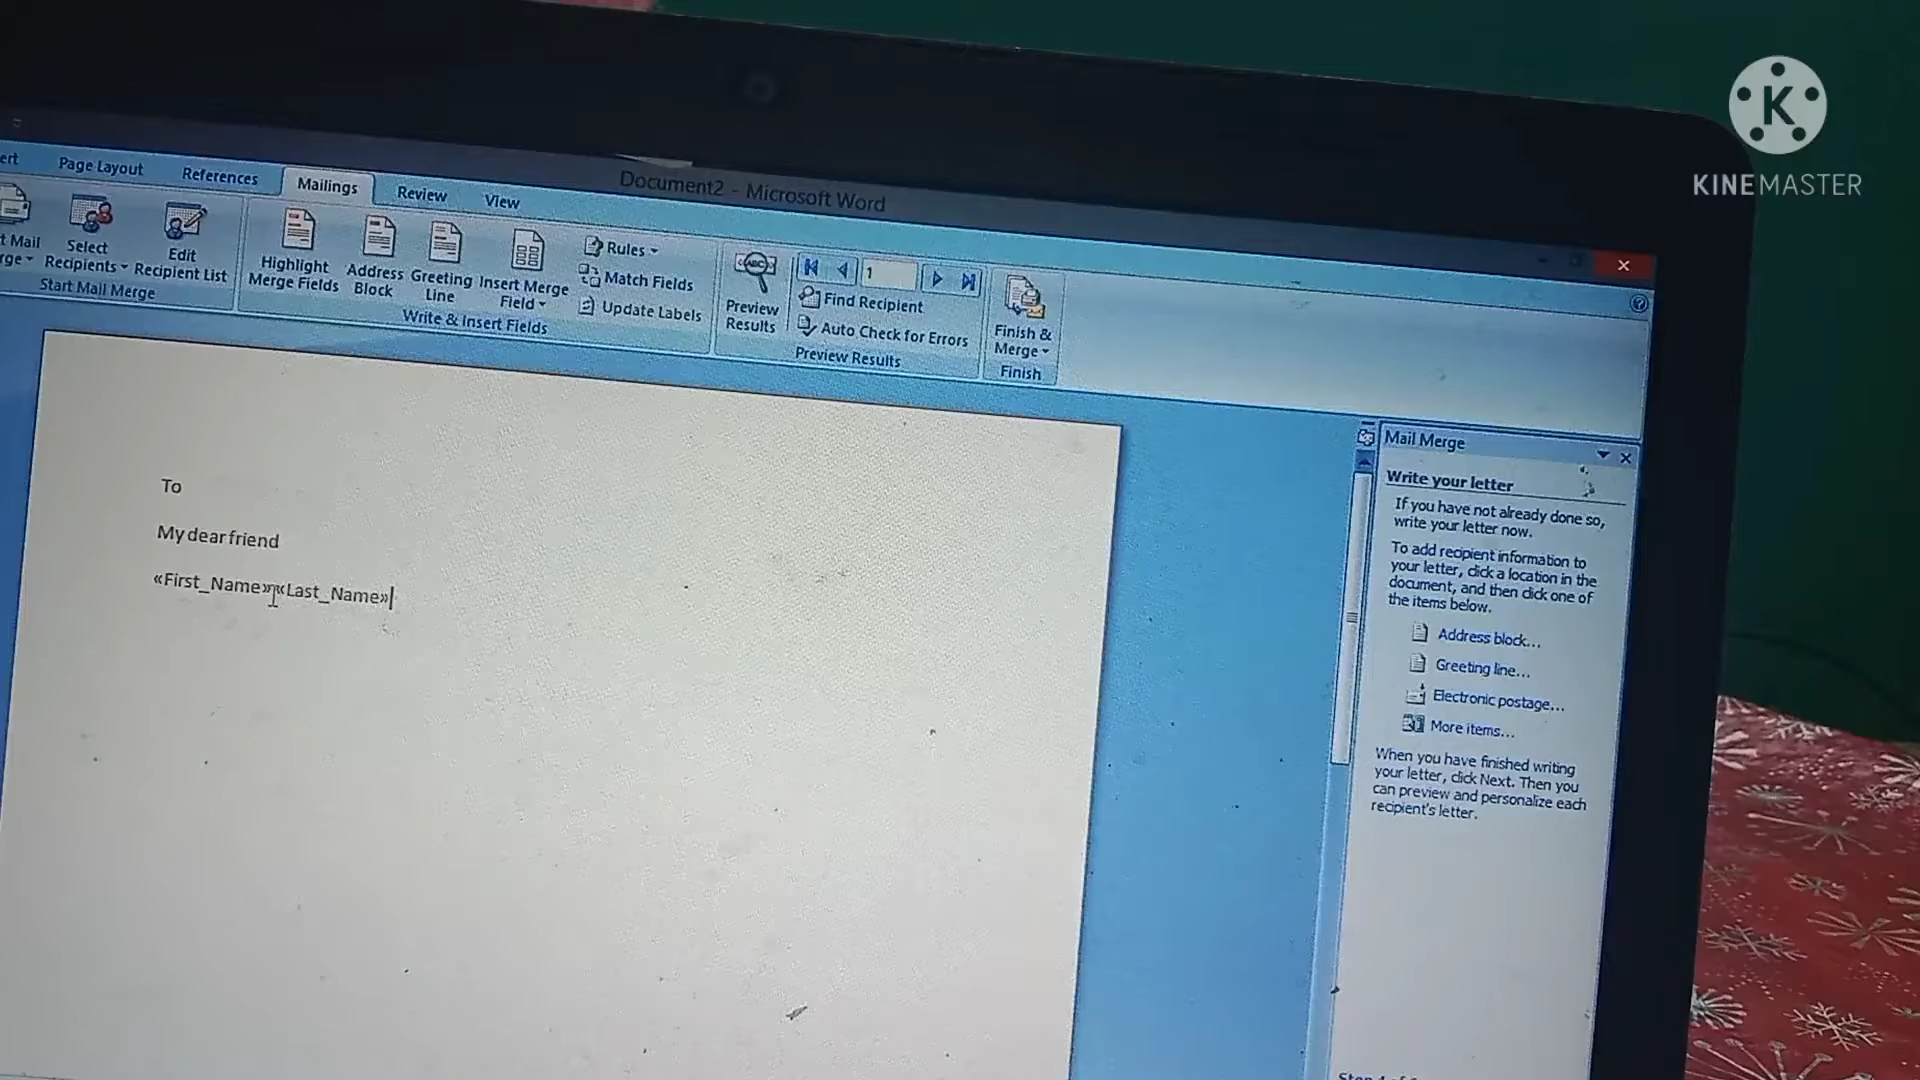 KINEMASTER
Document2 - Microsoft Word
Page Layout
References
Mailings
Review
View
Select
Recipients
Edit
Recipient List
Start Mail Merge
Highlight
Merge Fields
Address
Block
Greeting
Line
Insert Merge
Field
Rules
Match Fields
Update Labels
Write & Insert Fields
Preview
Results
1
Find Recipient
Auto Check for Errors
Preview Results
Finish &
Merge
Finish
To
My dear friend
«First_Name»«Last_Name»
Mail Merge
Write your letter
If you have not already done so,
write your letter now.
To add recipient information to
your letter, click a location in the
document, and then click one of
the items below.
Address block...
Greeting line...
Electronic postage...
More items...
When you have finished writing
your letter, click Next. Then you
can preview and personalize each
recipient's letter.